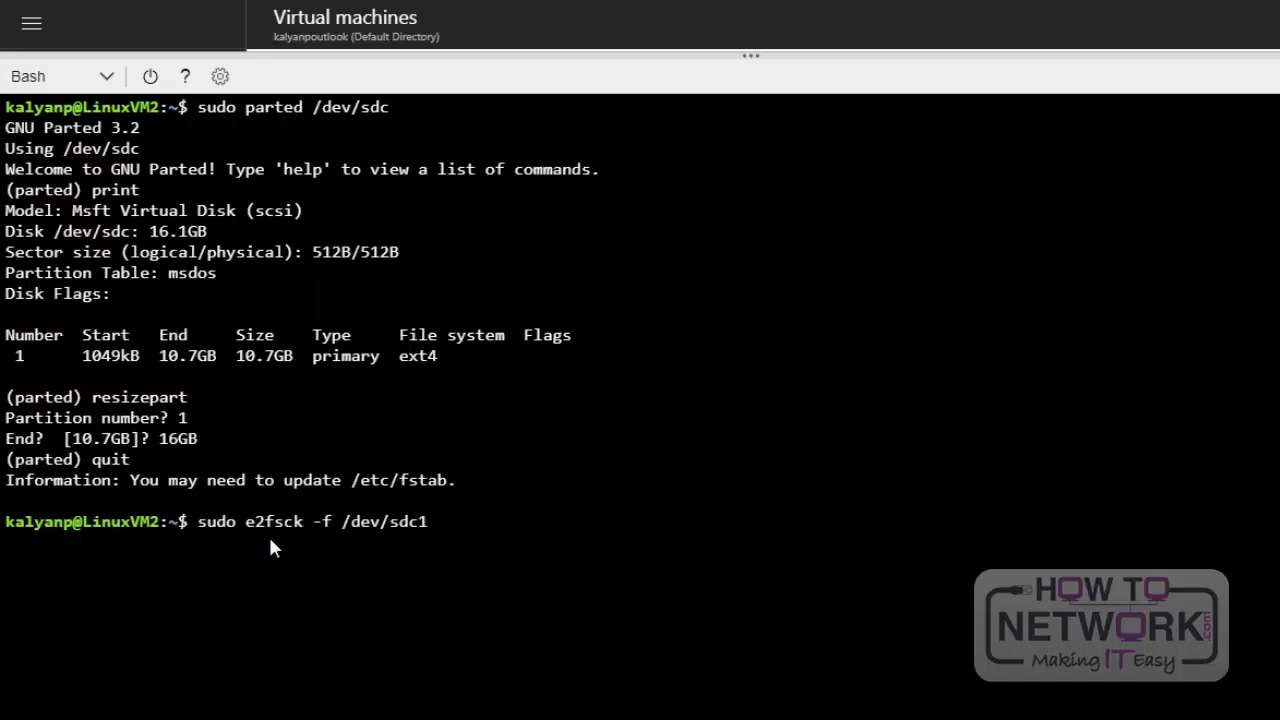 Virtual machines
kalyanpoutlook (Default Directory)
Bash
?
kalyanp@LinuxVM2:~$ sudo parted /dev/sdc
GNU Parted 3.2
Using /dev/sdc
Welcome to GNU Parted! Type 'help' to view a list of commands.
(parted) print
Model: Msft Virtual Disk (scsi)
Disk /dev/sdc: 16.1GB
Sector size (logical/physical): 512B/512B
Partition Table: msdos
Disk Flags:
Number Start End Size Type File system Flags
1 1049kB 10.7GB 10.7GB primary ext4
(parted) resizepart
Partition number? 1
End? [10.7GB]? 16GB
(parted) quit
Information: You may need to update /etc/fstab.
kalyanp@LinuxVM2:~$ sudo e2fsck -f /dev/sdc1
HOW TO
NETWORK.com
Making IT Easy